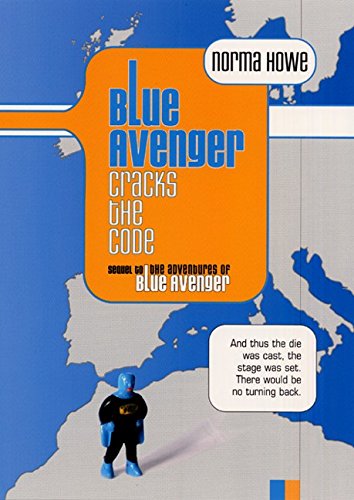 norma howe
Blue
Avenger
cracks
the
code
sequel to the adventures of
Blue Avenger
And thus the die
was cast, the
stage was set.
There would be
no turning back.